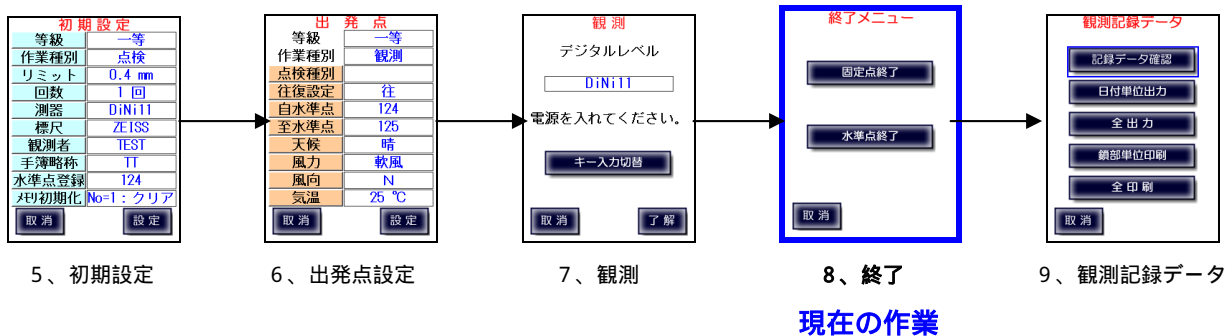 初期設定
等級 一等
作業種別 点検
リミット 0.4 mm
回数 1 回
測器 DiNi11
標尺 ZEISS
観測者 TEST
手簿略称 TT
水準点登録 124
ﾒﾓﾘ初期化 No=1：クリア
取 消 設 定
出 発 点
等級 一等
作業種別 観測
点検種別
往復設定 往
自水準点 124
至水準点 125
天候 晴
風力 軟風
風向 N
気温 25 ℃
取 消 設 定
観 測
デジタルレベル
DiNi11
電源を入れてください。
キー入力切替
取 消 了 解
終了メニュー
固定点終了
水準点終了
取 消
観測記録データ
記録データ確認
日付単位出力
全 出 力
鎖部単位印刷
全 印 刷
取 消
5、初期設定
6、出発点設定
7、観測
8、終了
9、観測記録データ
現在の作業